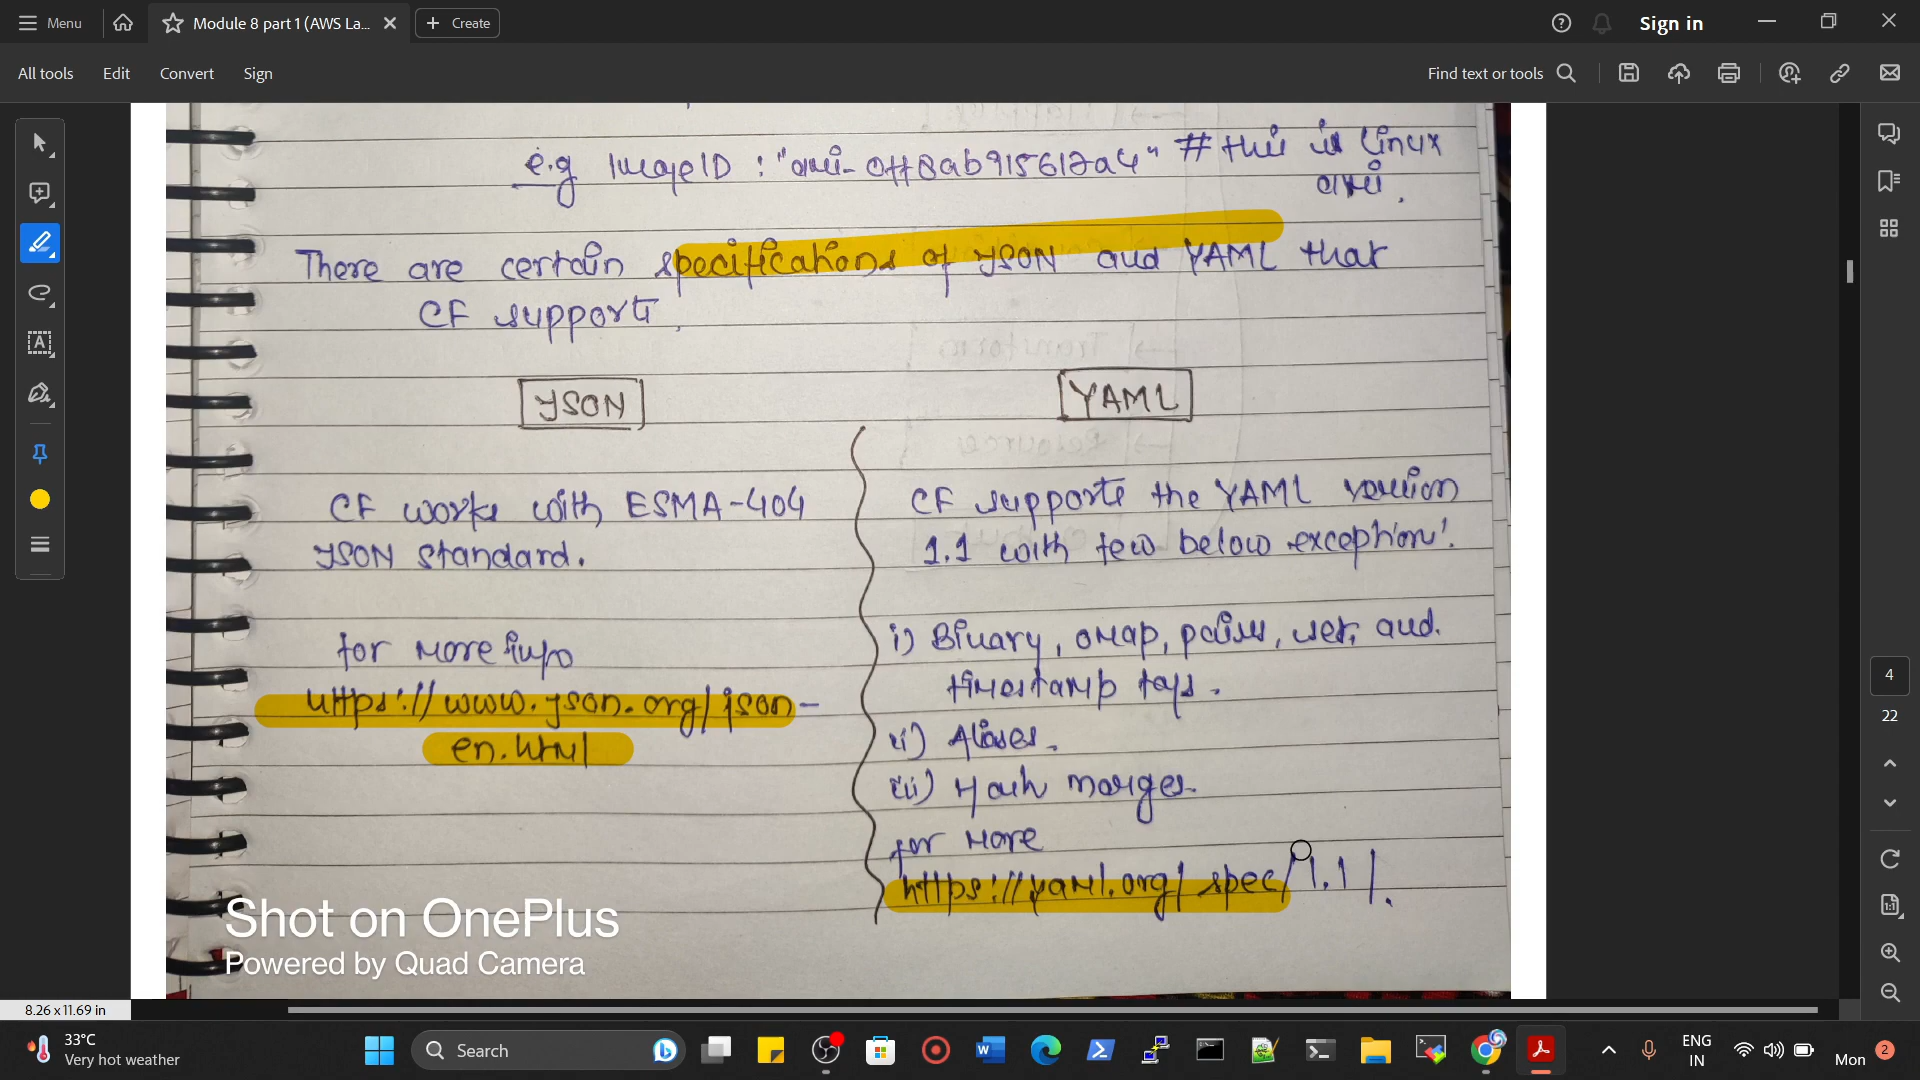 Menu
Module 8 part 1 (AWS La...
Create
Sign in
All tools Edit Convert Sign
Find text or tools
e.g ImageID : "ami-0ff8ab915612a4" # this is Linux
ami.
There are certain specifications of JSON and YAML that
CF support.
JSON
YAML
CF works with ESMA-404
JSON standard.
for more info
https://www.json.org/json-
en.html
CF supports the YAML version
1.1 with few below exception!
i) Binary, omap, pairs, set, and
timestamp tags.
ii) Aliases.
iii) Hash marges.
for more
https://yaml.org/spec/1.1/.
Shot on OnePlus
Powered by Quad Camera
4
22
8.26 x 11.69 in
33°C
Very hot weather
Search
ENG
IN
Mon
2